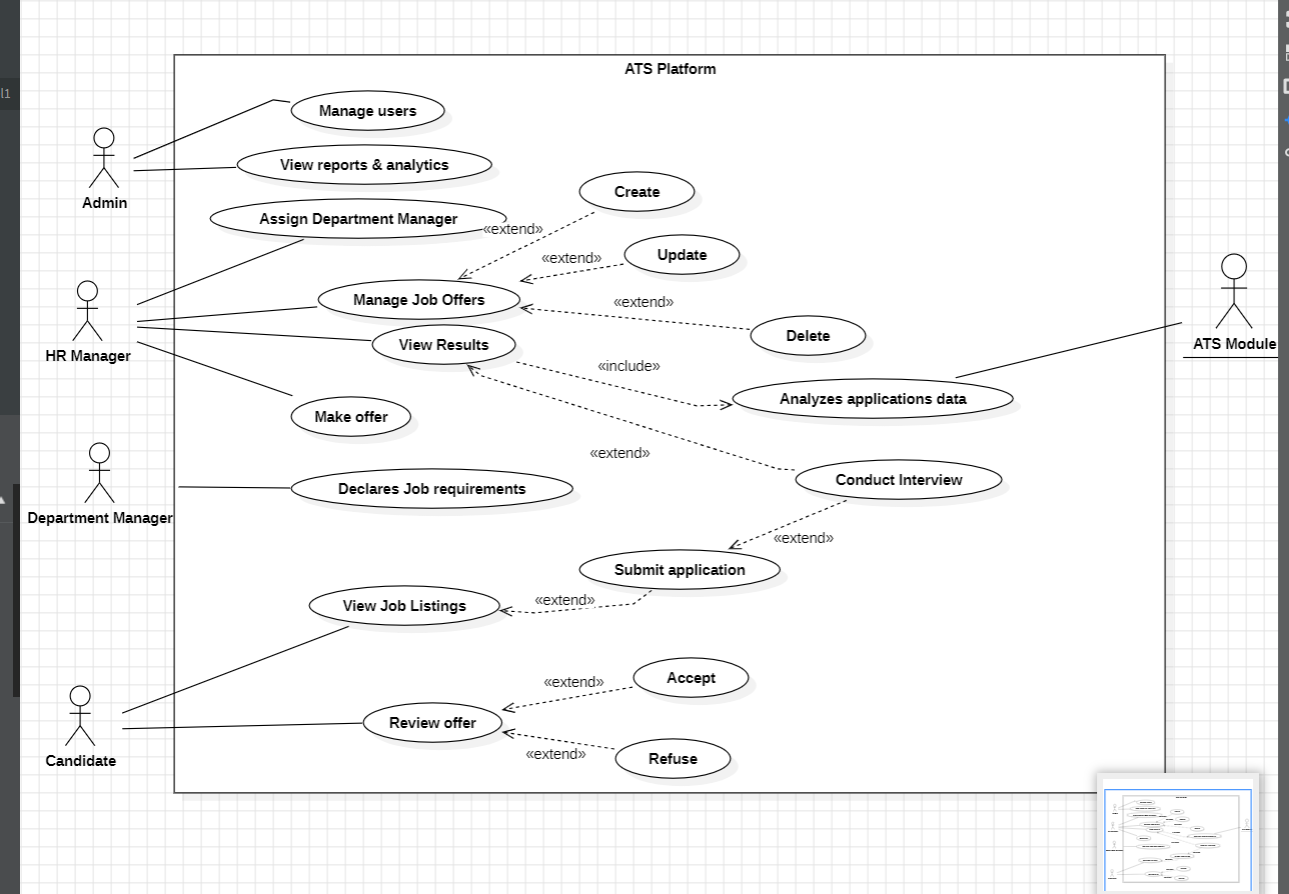 ATS Platform
l1
Manage users
View reports & analytics
Admin
Create
Assign Department Manager
«extend»
Update
«extend»
Manage Job Offers
«extend»
Delete
HR Manager
View Results
ATS Module
«include»
Analyzes applications data
Make offer
«extend»
Conduct Interview
Declares Job requirements
Department Manager
«extend»
Submit application
View Job Listings
«extend»
Accept
«extend»
Review offer
Candidate
«extend»
Refuse